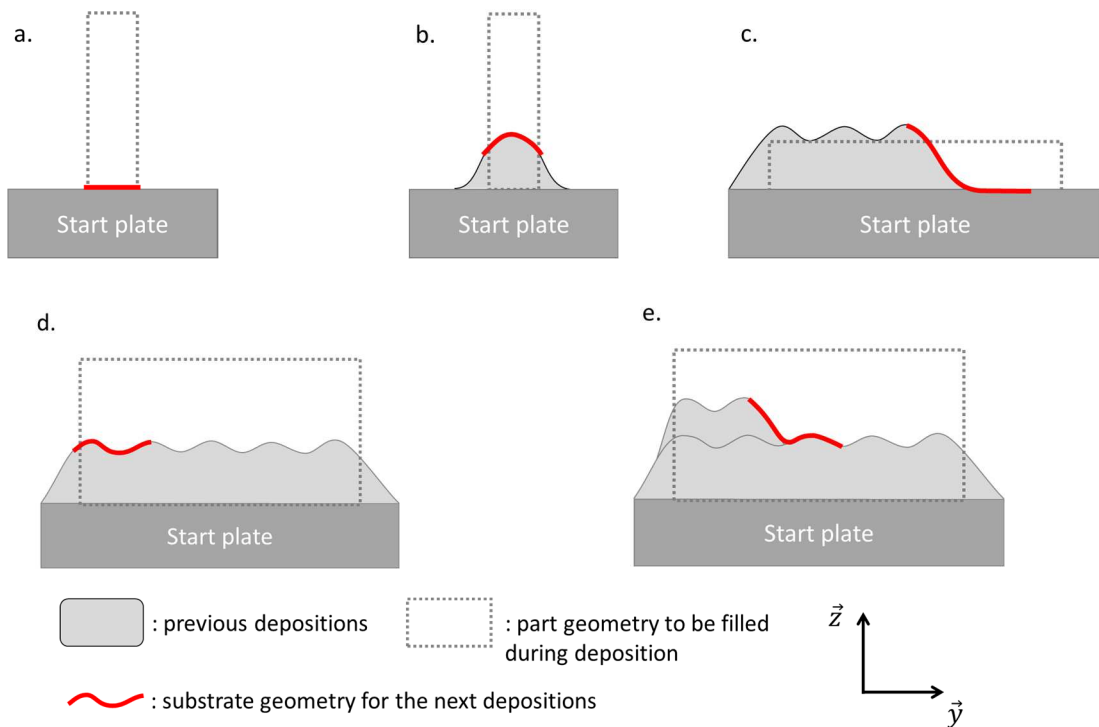 a.
b.
c.
Start plate
Start plate
Start plate
d.
e.
Start plate
Start plate
: previous depositions
: part geometry to be filled
during deposition
: substrate geometry for the next depositions
z⃗
y⃗